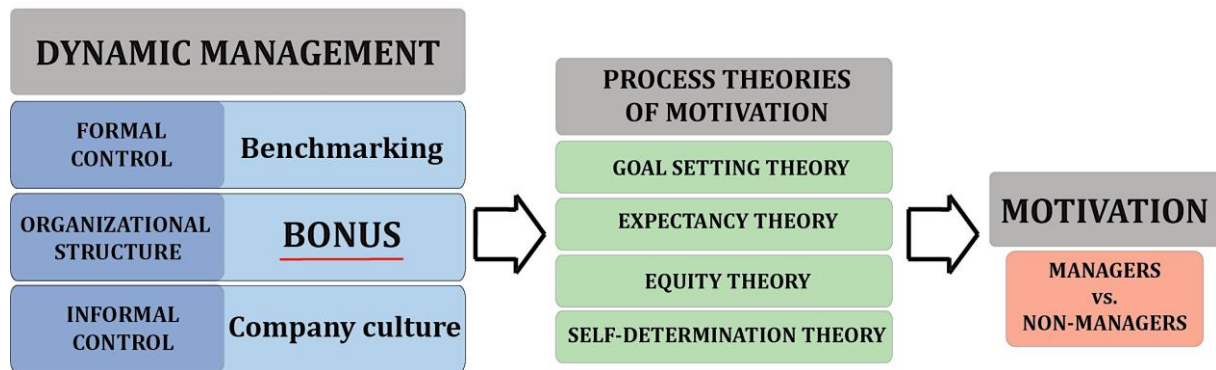 DYNAMIC MANAGEMENT
FORMAL
CONTROL
Benchmarking
ORGANIZATIONAL
STRUCTURE
BONUS
INFORMAL
CONTROL
Company culture
PROCESS THEORIES
OF MOTIVATION
GOAL SETTING THEORY
EXPECTANCY THEORY
EQUITY THEORY
SELF-DETERMINATION THEORY
MOTIVATION
MANAGERS
vs.
NON-MANAGERS